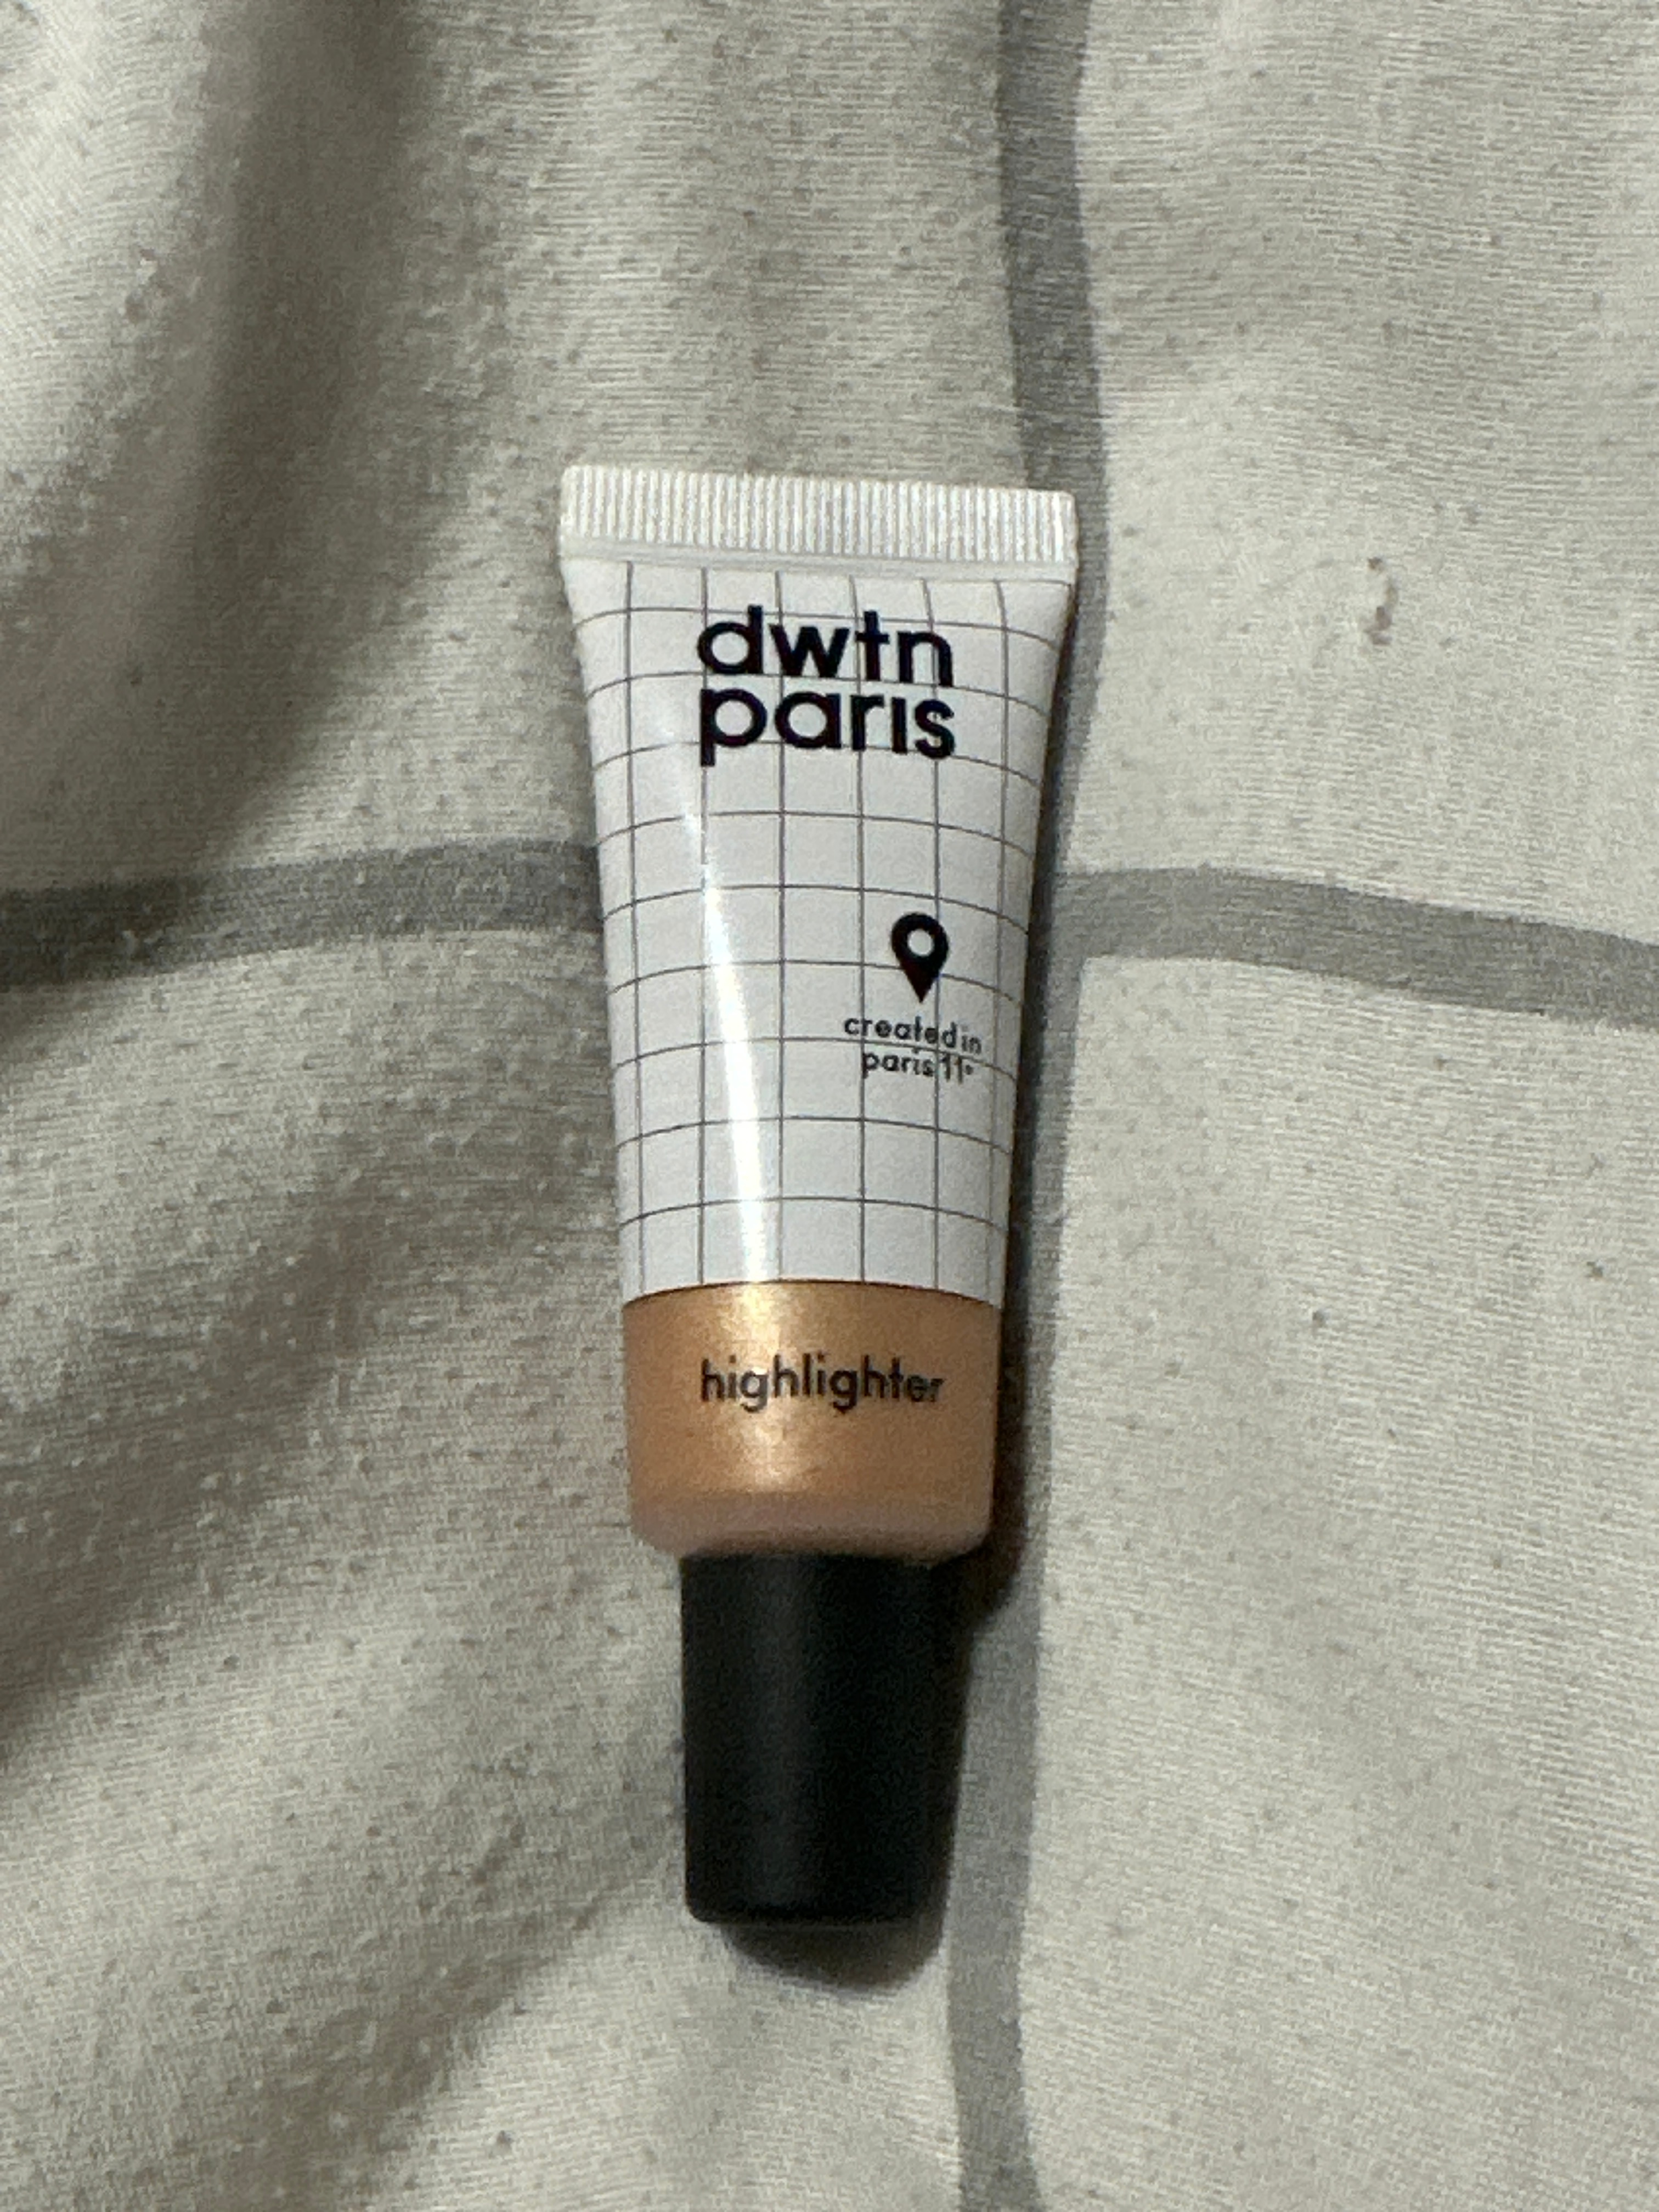 dwtn
paris
created in
paris 11e
highlighter